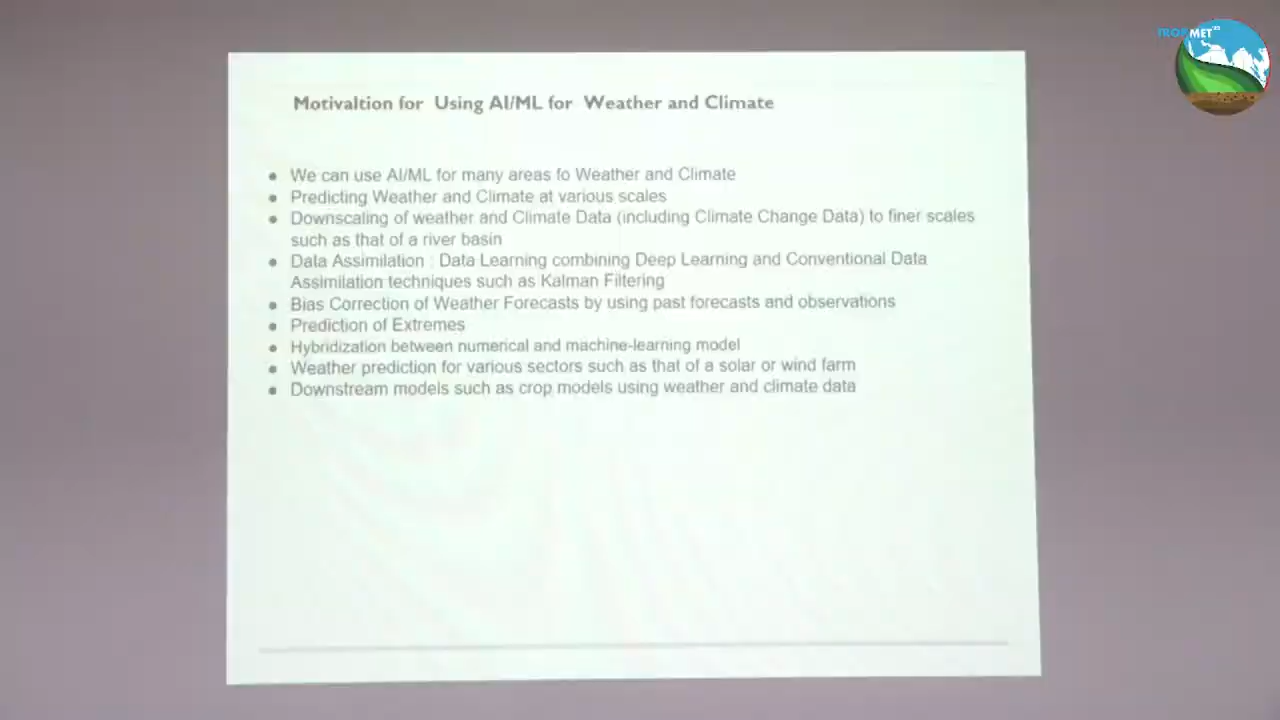 TROPMET
Motivaltion for Using AI/ML for Weather and Climate
● We can use AI/ML for many areas fo Weather and Climate
● Predicting Weather and Climate at various scales
● Downscaling of weather and Climate Data (including Climate Change Data) to finer scales
such as that of a river basin
● Data Assimilation : Data Learning combining Deep Learning and Conventional Data
Assimilation techniques such as Kalman Filtering
● Bias Correction of Weather Forecasts by using past forecasts and observations
● Prediction of Extremes
● Hybridization between numerical and machine-learning model
● Weather prediction for various sectors such as that of a solar or wind farm
● Downstream models such as crop models using weather and climate data